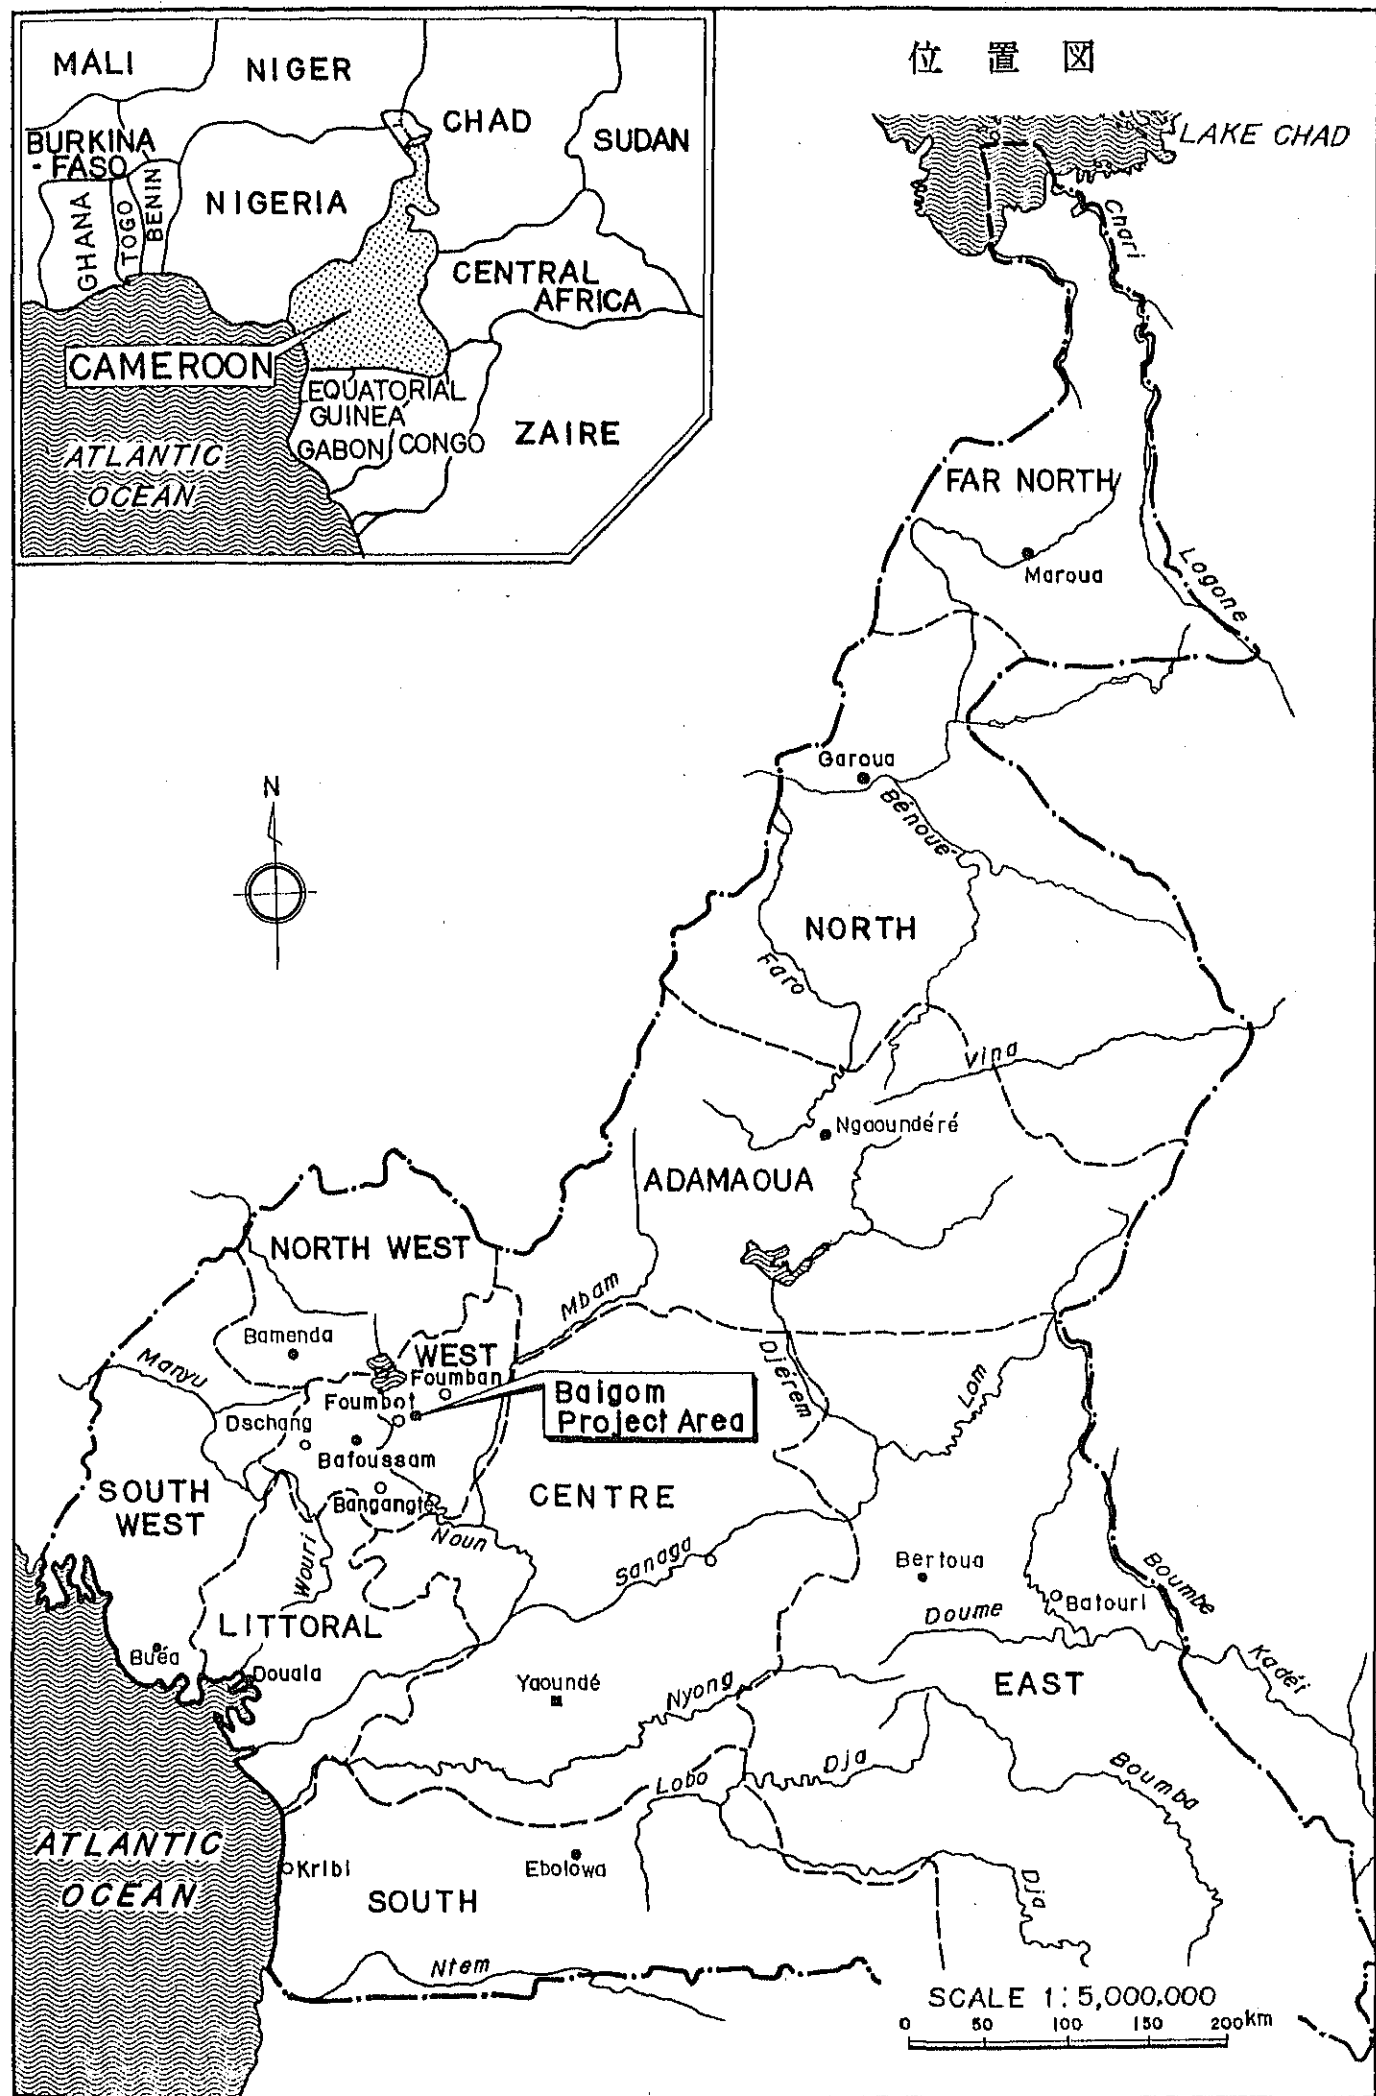 位 置 図
MALI
NIGER
CHAD
SUDAN
BURKINA
- FASO
GHANA
TOGO
BENIN
NIGERIA
CENTRAL
AFRICA
CAMEROON
EQUATORIAL
GUINEA
GABON
CONGO
ZAIRE
ATLANTIC
OCEAN
LAKE CHAD
Chari
FAR NORTH
Maroua
Logone
N
Garoua
Bénoue
NORTH
Faro
Vina
Ngaoundéré
ADAMAOUA
NORTH WEST
Mbam
Bamenda
WEST
Manyu
Foumban
Foumbot
Baigom
Project Area
Djérem
Lom
Dschang
Bafoussam
SOUTH
WEST
Bangangté
CENTRE
Noun
Wouri
Sanaga
Bertoua
Boumbe
Batouri
Doume
LITTORAL
Buéa
Douala
Yaoundé
Nyong
EAST
Kadéi
Lobo
Dja
Boumba
ATLANTIC
OCEAN
Kribi
Ebolowa
SOUTH
Dja
Ntem
SCALE 1:5,000,000
0 50 100 150 200km